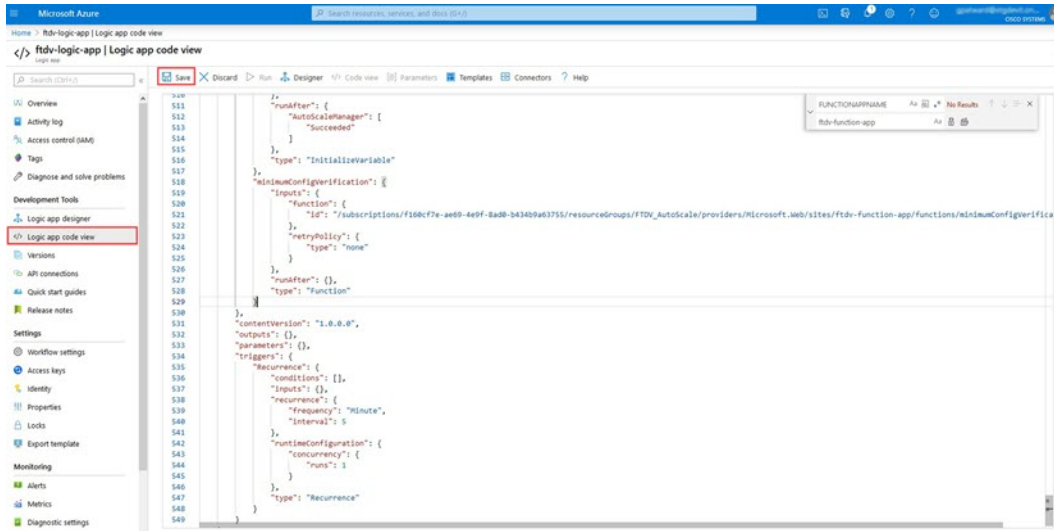 Microsoft Azure
Search resources, services, and docs (G+/)
CISCO SYSTEMS
Home > ftdv-logic-app | Logic app code view
</> ftdv-logic-app | Logic app code view
Logic app
Search (Ctrl+/)
Save Discard Run Designer </> Code view [@] Parameters Templates Connectors ? Help
Overview
Activity log
Access control (IAM)
Tags
Diagnose and solve problems
Development Tools
Logic app designer
</> Logic app code view
Versions
API connections
Quick start guides
Release notes
Settings
Workflow settings
Access keys
Identity
Properties
Locks
Export template
Monitoring
Alerts
Metrics
Diagnostic settings
510 },
511 "runAfter": {
512 "AutoScaleManager": [
513 "Succeeded"
514 ]
515 },
516 "type": "InitializeVariable"
517 },
518 "minimumConfigVerification": {
519 "inputs": {
520 "function": {
521 "id": "/subscriptions/f160cf7e-ae69-4e9f-8ad0-b434b9a63755/resourceGroups/FTDV_AutoScale/providers/Microsoft.Web/sites/ftdv-function-app/functions/minimumConfigVerifica
522 },
523 "retryPolicy": {
524 "type": "none"
525 }
526 },
527 "runAfter": {},
528 "type": "Function"
529 }
530 },
531 "contentVersion": "1.0.0.0",
532 "outputs": {},
533 "parameters": {},
534 "triggers": {
535 "Recurrence": {
536 "conditions": [],
537 "inputs": {},
538 "recurrence": {
539 "frequency": "Minute",
540 "interval": 5
541 },
542 "runtimeConfiguration": {
543 "concurrency": {
544 "runs": 1
545 }
546 },
547 "type": "Recurrence"
548 }
549 }
FUNCTIONAPPNAME Aa No Results
ftdv-function-app Aa